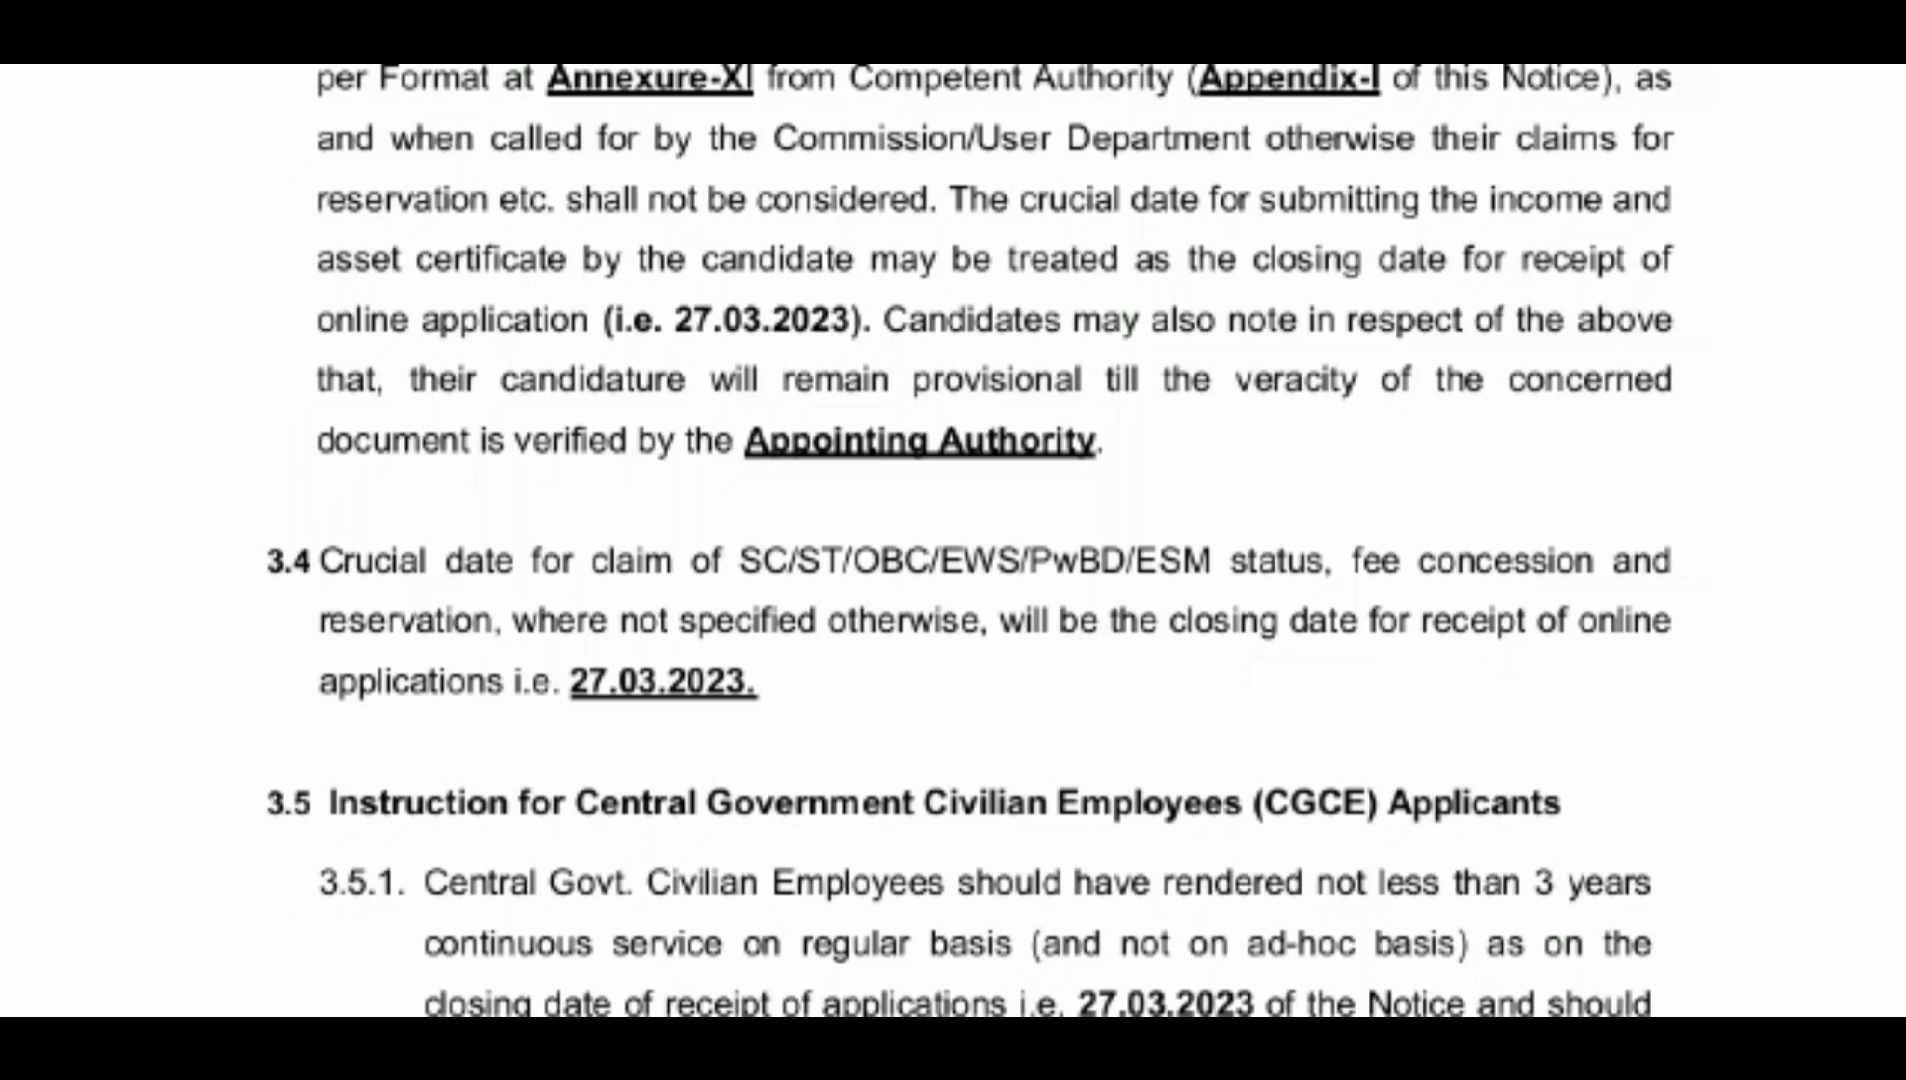 per Format at Annexure-XI from Competent Authority (Appendix-I of this Notice), as
and when called for by the Commission/User Department otherwise their claims for
reservation etc. shall not be considered. The crucial date for submitting the income and
asset certificate by the candidate may be treated as the closing date for receipt of
online application (i.e. 27.03.2023). Candidates may also note in respect of the above
that, their candidature will remain provisional till the veracity of the concerned
document is verified by the Appointing Authority.
3.4 Crucial date for claim of SC/ST/OBC/EWS/PwBD/ESM status, fee concession and
reservation, where not specified otherwise, will be the closing date for receipt of online
applications i.e. 27.03.2023.
3.5 Instruction for Central Government Civilian Employees (CGCE) Applicants
3.5.1. Central Govt. Civilian Employees should have rendered not less than 3 years
continuous service on regular basis (and not on ad-hoc basis) as on the
closing date of receipt of applications i.e. 27.03.2023 of the Notice and should